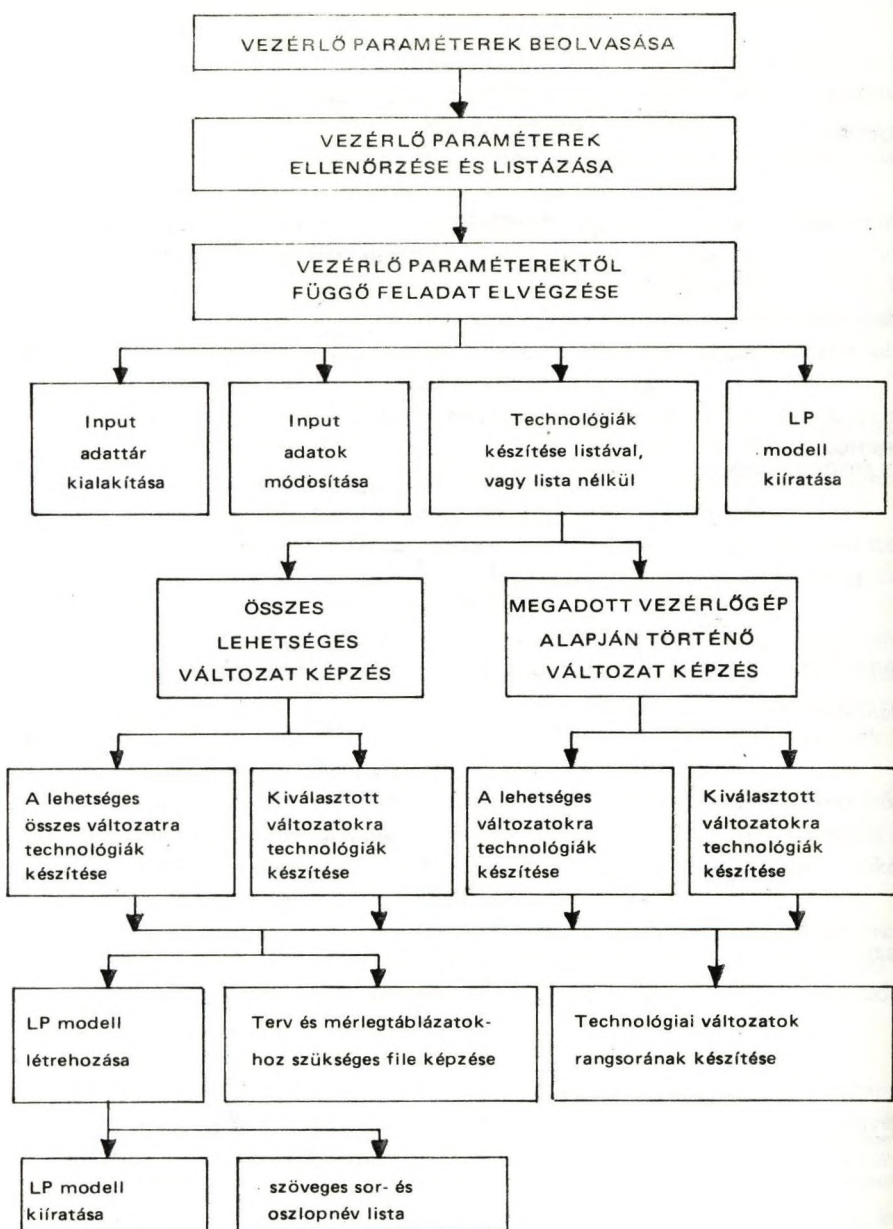 VEZÉRLŐ PARAMÉTEREK BEOLVASÁSA
VEZÉRLŐ PARAMÉTEREK
ELLENŐRZÉSE ÉS LISTÁZÁSA
VEZÉRLŐ PARAMÉTEREKTŐL
FÜGGŐ FELADAT ELVÉGZÉSE
Input
adattár
kialakítása
Input
adatok
módosítása
Technológiák
készítése listával,
vagy lista nélkül
LP
modell
kiíratása
ÖSSZES
LEHETSÉGES
VÁLTOZAT KÉPZÉS
MEGADOTT VEZÉRLŐGÉP
ALAPJÁN TÖRTÉNŐ
VÁLTOZAT KÉPZÉS
A lehetséges
összes változatra
technológiák
készítése
Kiválasztott
változatokra
technológiák
készítése
A lehetséges
változatokra
technológiák
készítése
Kiválasztott
változatokra
technológiák
készítése
LP modell
létrehozása
Terv és mérlegtáblázatok-
hoz szükséges file képzése
Technológiai változatok
rangsorának készítése
LP modell
kiíratása
szöveges sor- és
oszlopnév lista